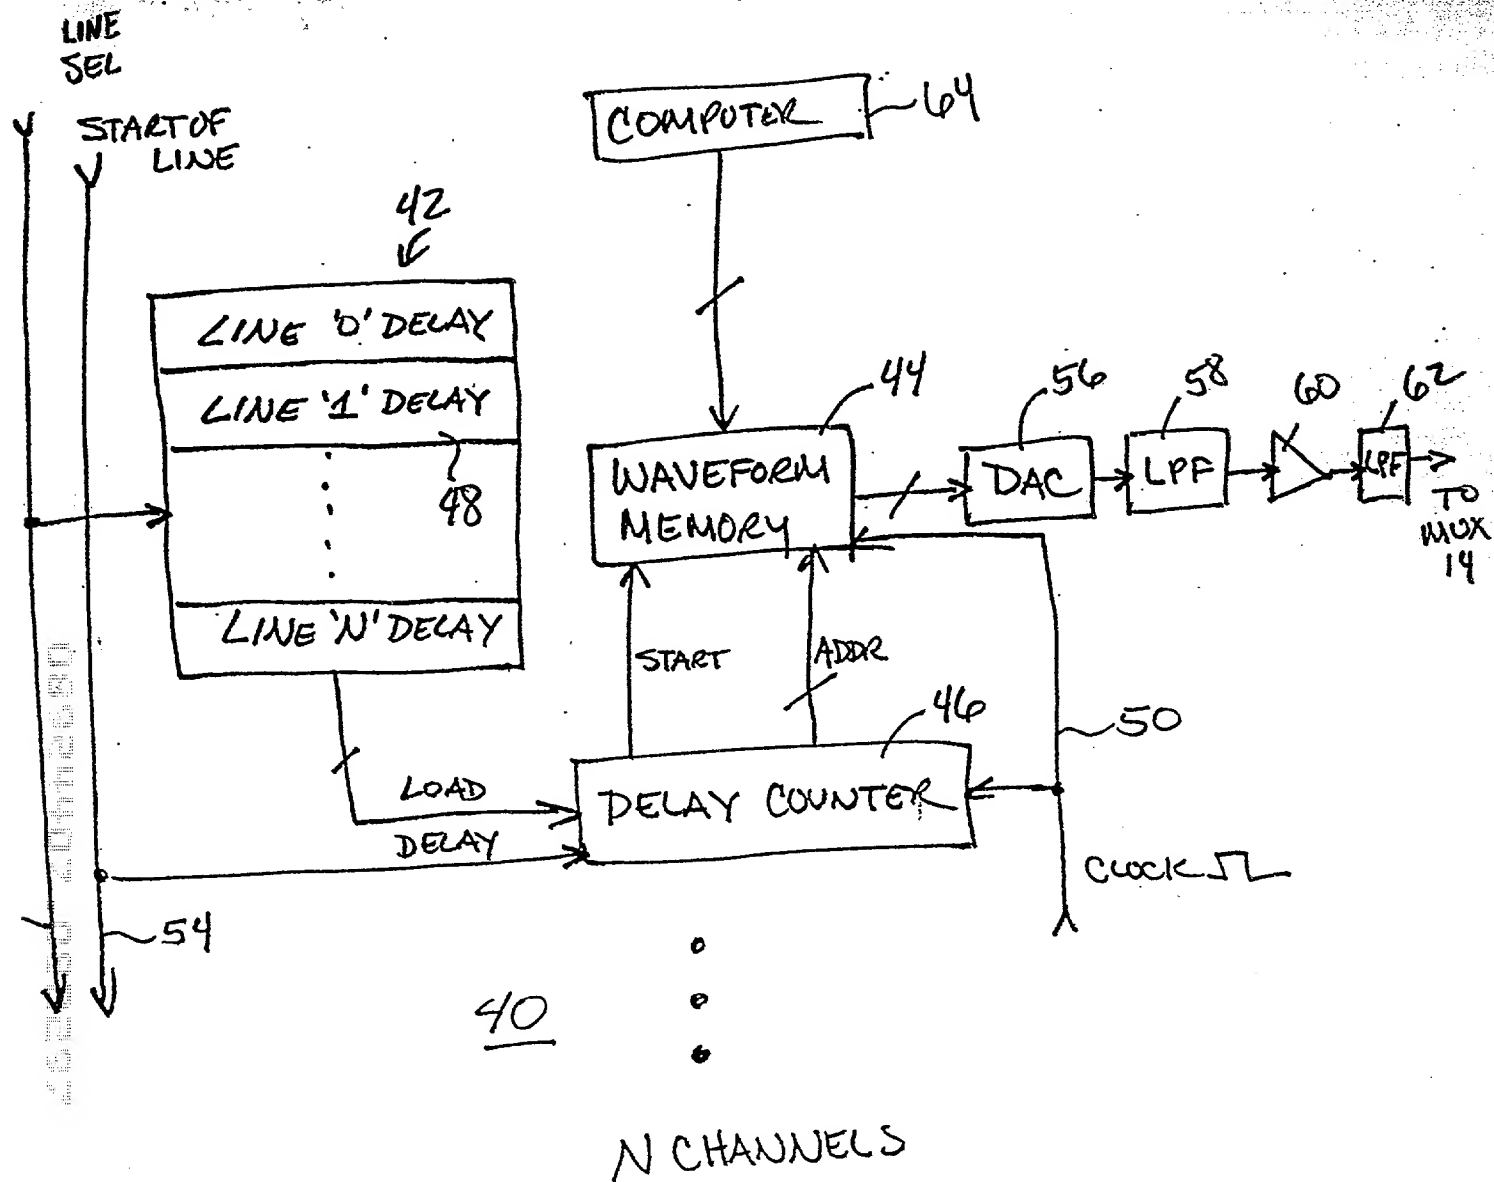 LINE
SEL
START OF
LINE
COMPUTER
64
42
LINE '0' DELAY
LINE '1' DELAY
48
LINE 'N' DELAY
WAVEFORM
MEMORY
44
DAC
56
LPF
58
60
LPF
62
TO
MUX
14
START
ADDR
46
50
LOAD
DELAY
DELAY COUNTER
CLOCK
54
40
N CHANNELS